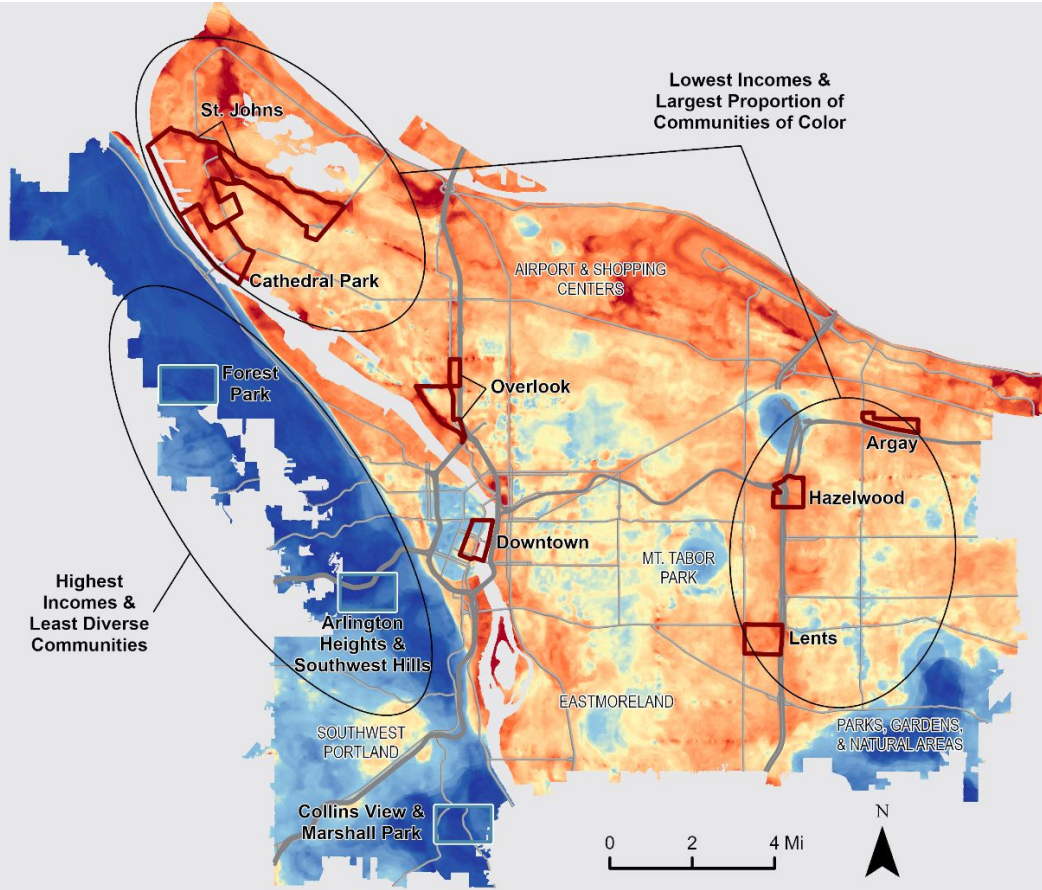 Lowest Incomes &
Largest Proportion of
Communities of Color
St. Johns
Cathedral Park
AIRPORT & SHOPPING
CENTERS
Forest
Park
Overlook
Argay
Hazelwood
Downtown
MT. TABOR
PARK
Highest
Incomes &
Least Diverse
Communities
Arlington
Heights &
Southwest Hills
Lents
EASTMORELAND
SOUTHWEST
PORTLAND
PARKS, GARDENS,
& NATURAL AREAS
Collins View &
Marshall Park
N
0 2 4 Mi